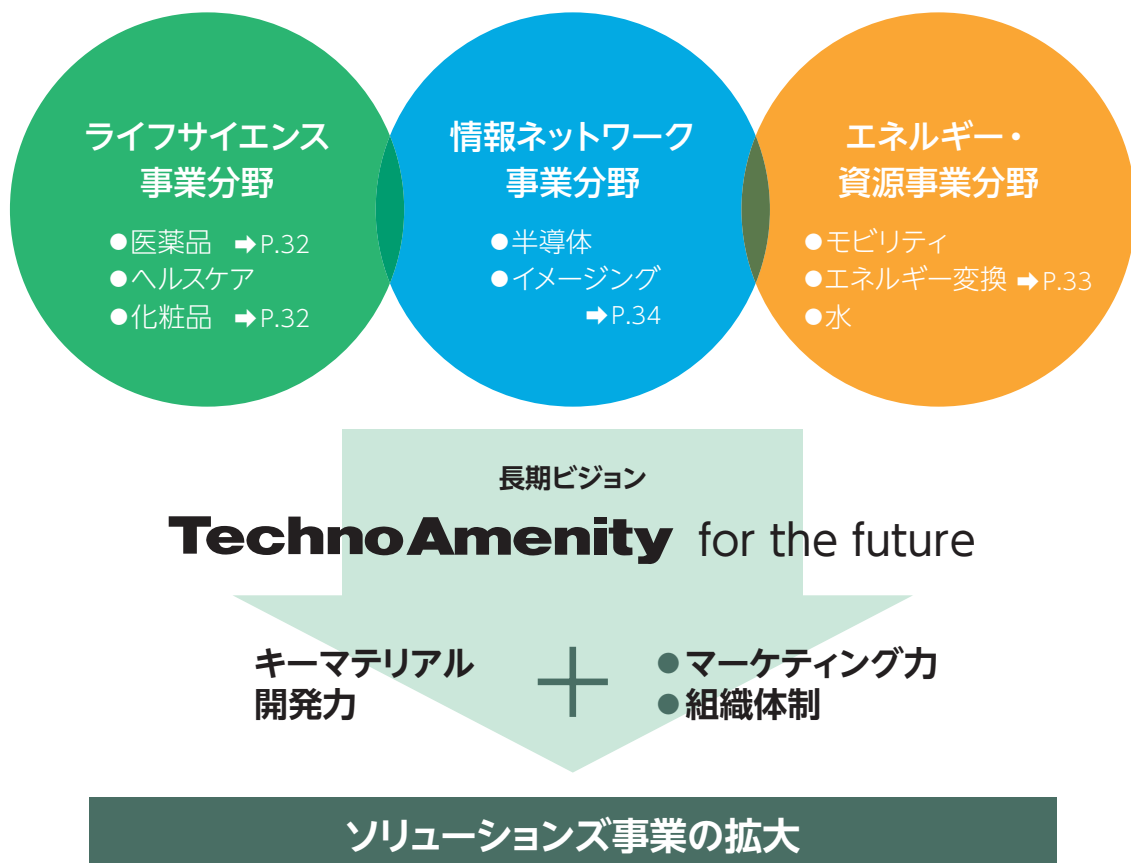 ライフサイエンス
事業分野
●医薬品 ➡P.32
●ヘルスケア
●化粧品 ➡P.32
情報ネットワーク
事業分野
●半導体
●イメージング
➡P.34
エネルギー・
資源事業分野
●モビリティ
●エネルギー変換 ➡P.33
●水
長期ビジョン
TechnoAmenity for the future
キーマテリアル
開発力
+
●マーケティング力
●組織体制
ソリューションズ事業の拡大